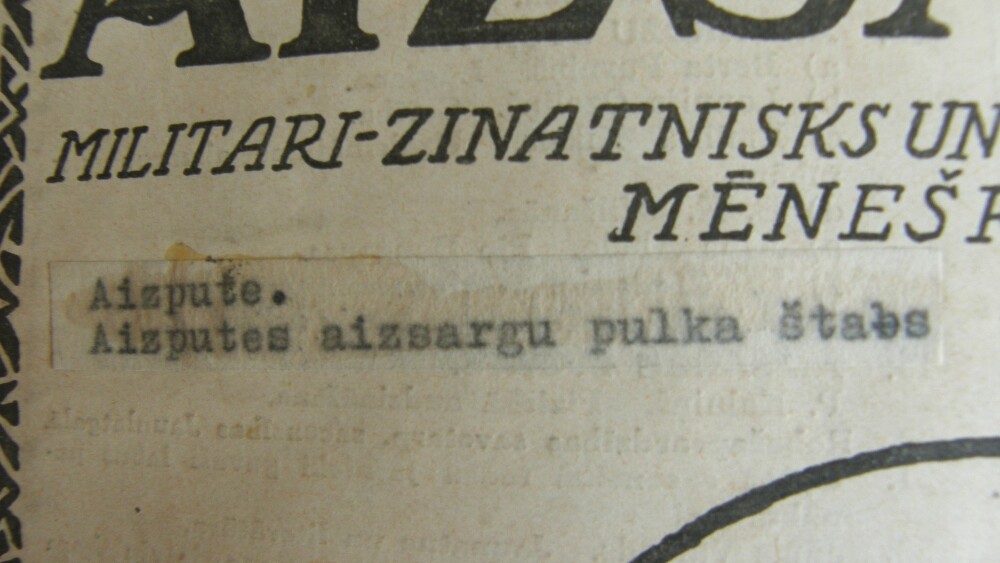 MILITARI-ZINATNISKS UN
MĒNEŠ
Aizpute.
Aizputes aizsargu pulka štabs